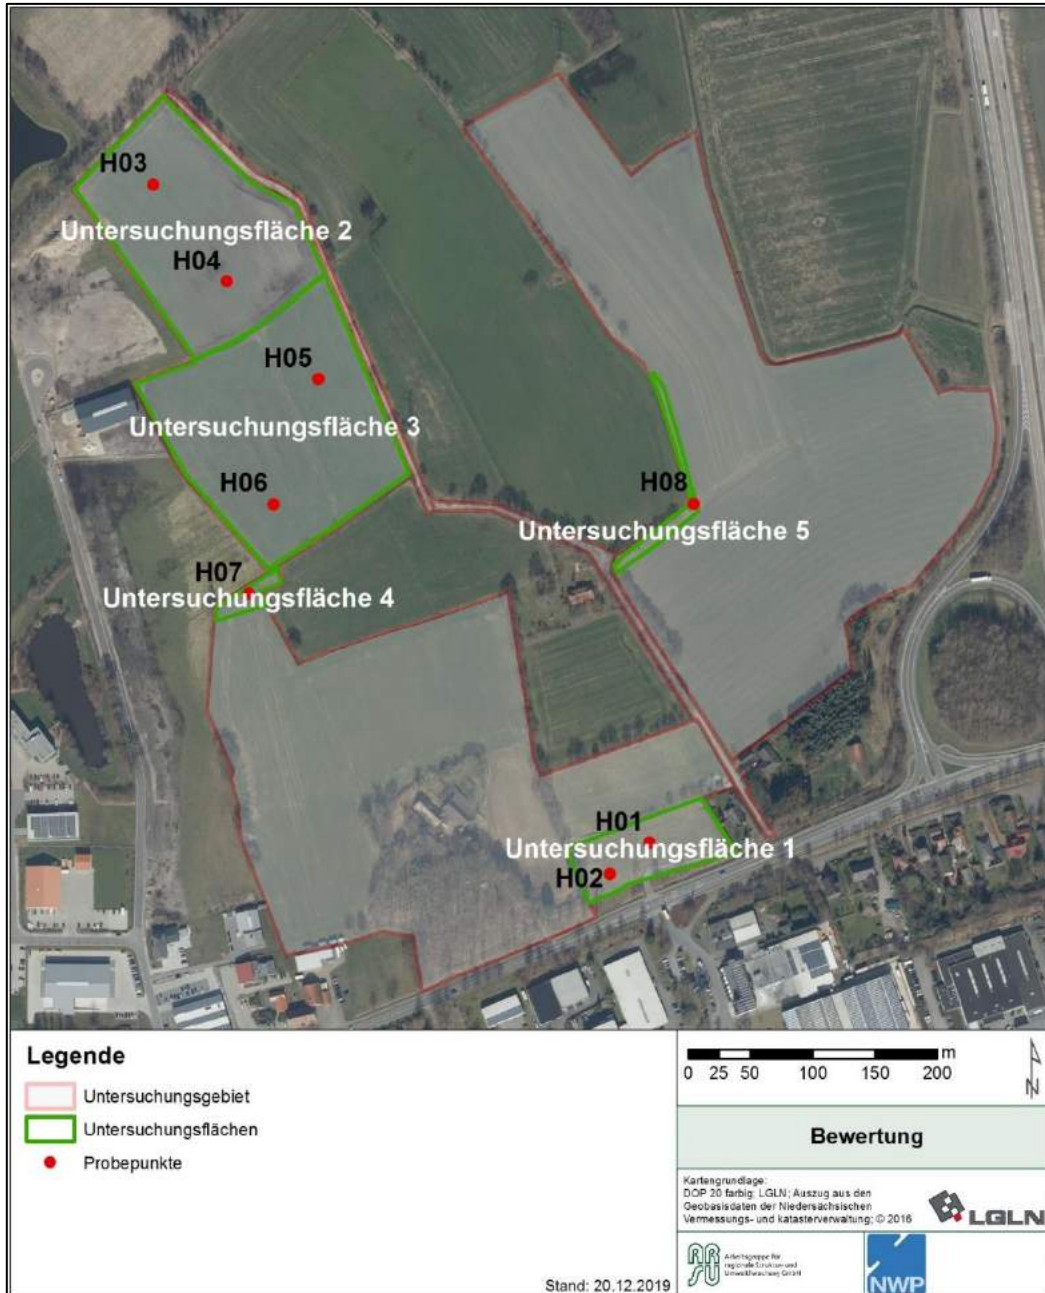 H03
Untersuchungsfläche 2
H04
H05
Untersuchungsfläche 3
H06
H08
Untersuchungsfläche 5
H07
Untersuchungsfläche 4
H01
Untersuchungsfläche 1
H02
Legende
Untersuchungsgebiet
Untersuchungsflächen
Probepunkte
Stand: 20.12.2019
m
0 25 50 100 150 200
N
Bewertung
Kartengrundlage:
DOP 20 farbig; LGLN; Auszug aus den
Geobasisdaten der Niedersächsischen
Vermessungs- und katasterverwaltung; © 2016
LGLN
ARSU
Arbeitsgruppe für
regionale Struktur- und
Umweltforschung GmbH
NWP